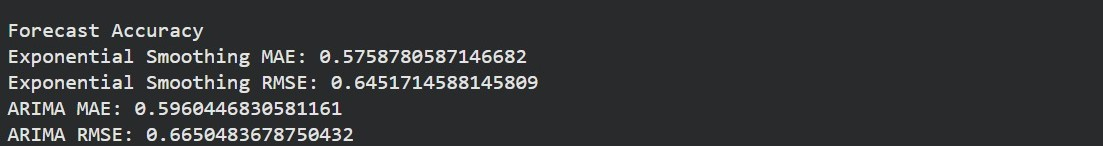 Forecast Accuracy
Exponential Smoothing MAE: 0.5758780587146682
Exponential Smoothing RMSE: 0.6451714588145809
ARIMA MAE: 0.5960446830581161
ARIMA RMSE: 0.6650483678750432